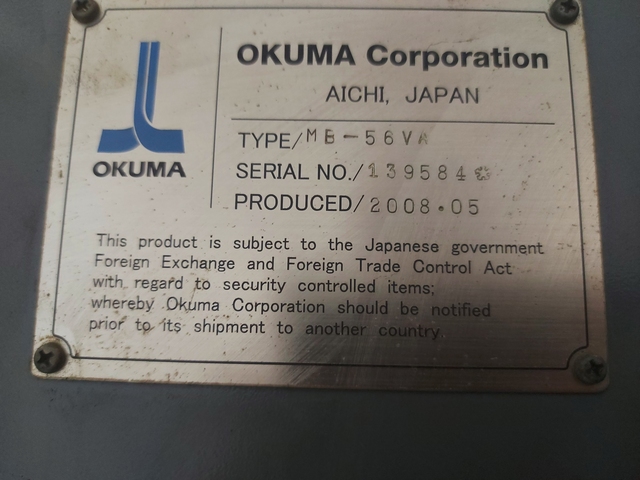 OKUMA
OKUMA Corporation
AICHI, JAPAN
TYPE/MB-56VA
SERIAL NO./139584
PRODUCED/2008.05
This product is subject to the Japanese government
Foreign Exchange and Foreign Trade Control Act
with regard to security controlled items;
whereby Okuma Corporation should be notified
prior to its shipment to another country.